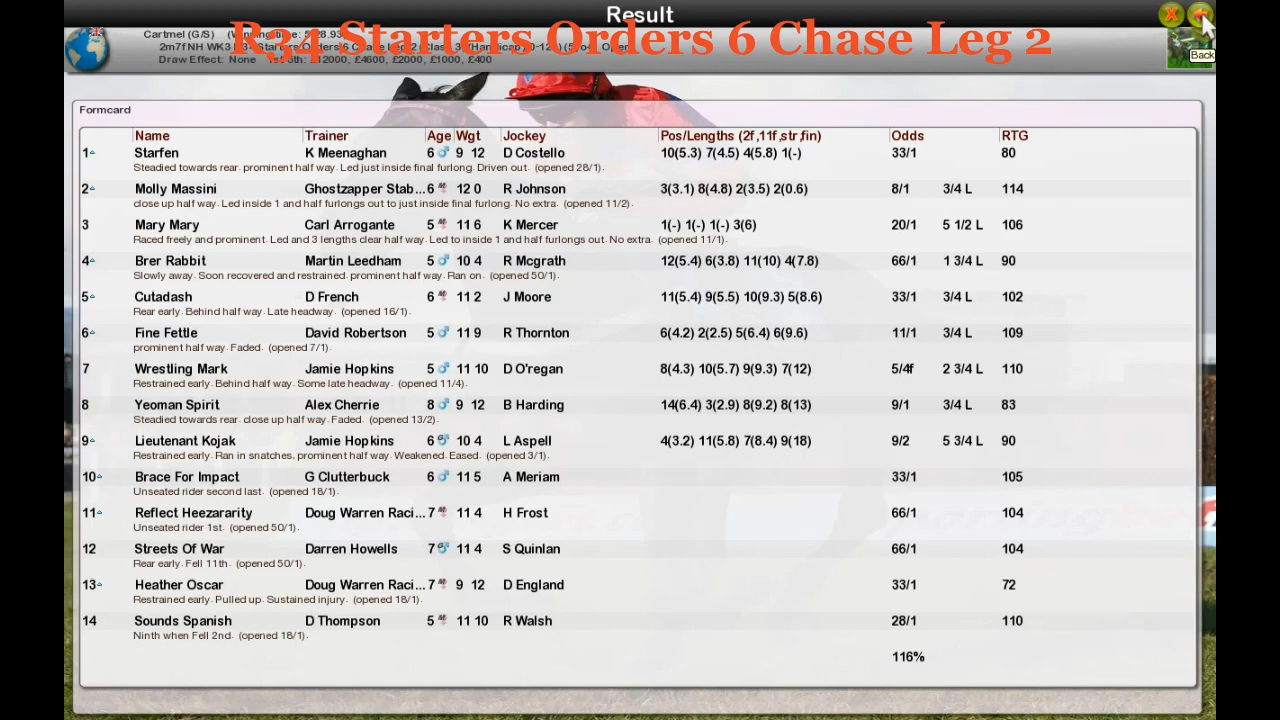 Result
R34 Starters Orders 6 Chase Leg 2
Cartmel (G/S)
Draw Effect: None
£4600, £2000, £1000, £400
Back
Formcard
Name Trainer Age Wgt Jockey Pos/Lengths (2f,11f,str,fin) Odds RTG
1 Starfen K Meenaghan 6 9 12 D Costello 10(5.3) 7(4.5) 4(5.8) 1(-) 33/1 80
Steadied towards rear. prominent half way. Led just inside final furlong. Driven out. (opened 28/1).
2 Molly Massini Ghostzapper Stab... 6 12 0 R Johnson 3(3.1) 8(4.8) 2(3.5) 2(0.6) 8/1 3/4 L 114
close up half way. Led inside 1 and half furlongs out to just inside final furlong. No extra. (opened 11/2).
3 Mary Mary Carl Arrogante 5 11 6 K Mercer 1(-) 1(-) 1(-) 3(6) 20/1 5 1/2 L 106
Raced freely and prominent. Led and 3 lengths clear half way. Led to inside 1 and half furlongs out. No extra. (opened 11/1).
4 Brer Rabbit Martin Leedham 5 10 4 R Mcgrath 12(5.4) 6(3.8) 11(10) 4(7.8) 66/1 1 3/4 L 90
Slowly away. Soon recovered and restrained. prominent half way. Ran on. (opened 50/1).
5 Cutadash D French 6 11 2 J Moore 11(5.4) 9(5.5) 10(9.3) 5(8.6) 33/1 3/4 L 102
Rear early. Behind half way. Late headway. (opened 16/1).
6 Fine Fettle David Robertson 5 11 9 R Thornton 6(4.2) 2(2.5) 5(6.4) 6(9.6) 11/1 3/4 L 109
prominent half way. Faded. (opened 7/1).
7 Wrestling Mark Jamie Hopkins 5 11 10 D O'regan 8(4.3) 10(5.7) 9(9.3) 7(12) 5/4f 2 3/4 L 110
Restrained early. Behind half way. Some late headway. (opened 11/4).
8 Yeoman Spirit Alex Cherrie 8 9 12 B Harding 14(6.4) 3(2.9) 8(9.2) 8(13) 9/1 3/4 L 83
Steadied towards rear. close up half way. Faded. (opened 13/2).
9 Lieutenant Kojak Jamie Hopkins 6 10 4 L Aspell 4(3.2) 11(5.8) 7(8.4) 9(18) 9/2 5 3/4 L 90
Restrained early. Ran in snatches, prominent half way. Weakened. Eased. (opened 3/1).
10 Brace For Impact G Clutterbuck 6 11 5 A Meriam 33/1 105
Unseated rider second last. (opened 18/1).
11 Reflect Heezararity Doug Warren Raci... 7 11 4 H Frost 66/1 104
Unseated rider 1st. (opened 50/1).
12 Streets Of War Darren Howells 7 11 4 S Quinlan 66/1 104
Rear early. Fell 11th. (opened 50/1).
13 Heather Oscar Doug Warren Raci... 7 9 12 D England 33/1 72
Restrained early. Pulled up. Sustained injury. (opened 18/1).
14 Sounds Spanish D Thompson 5 11 10 R Walsh 28/1 110
Ninth when Fell 2nd. (opened 18/1).
116%